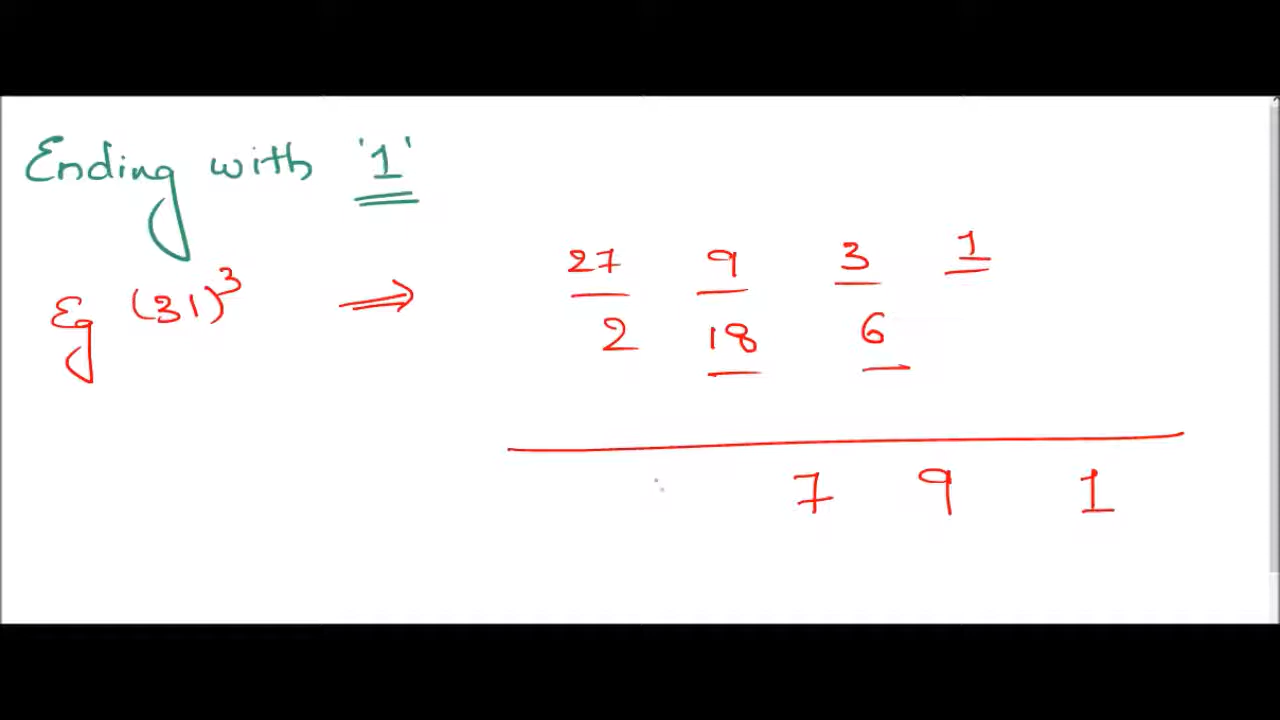 Ending with '1'
Eg (31)³ ⇒ 27 9 3 1
2 18 6
7 9 1